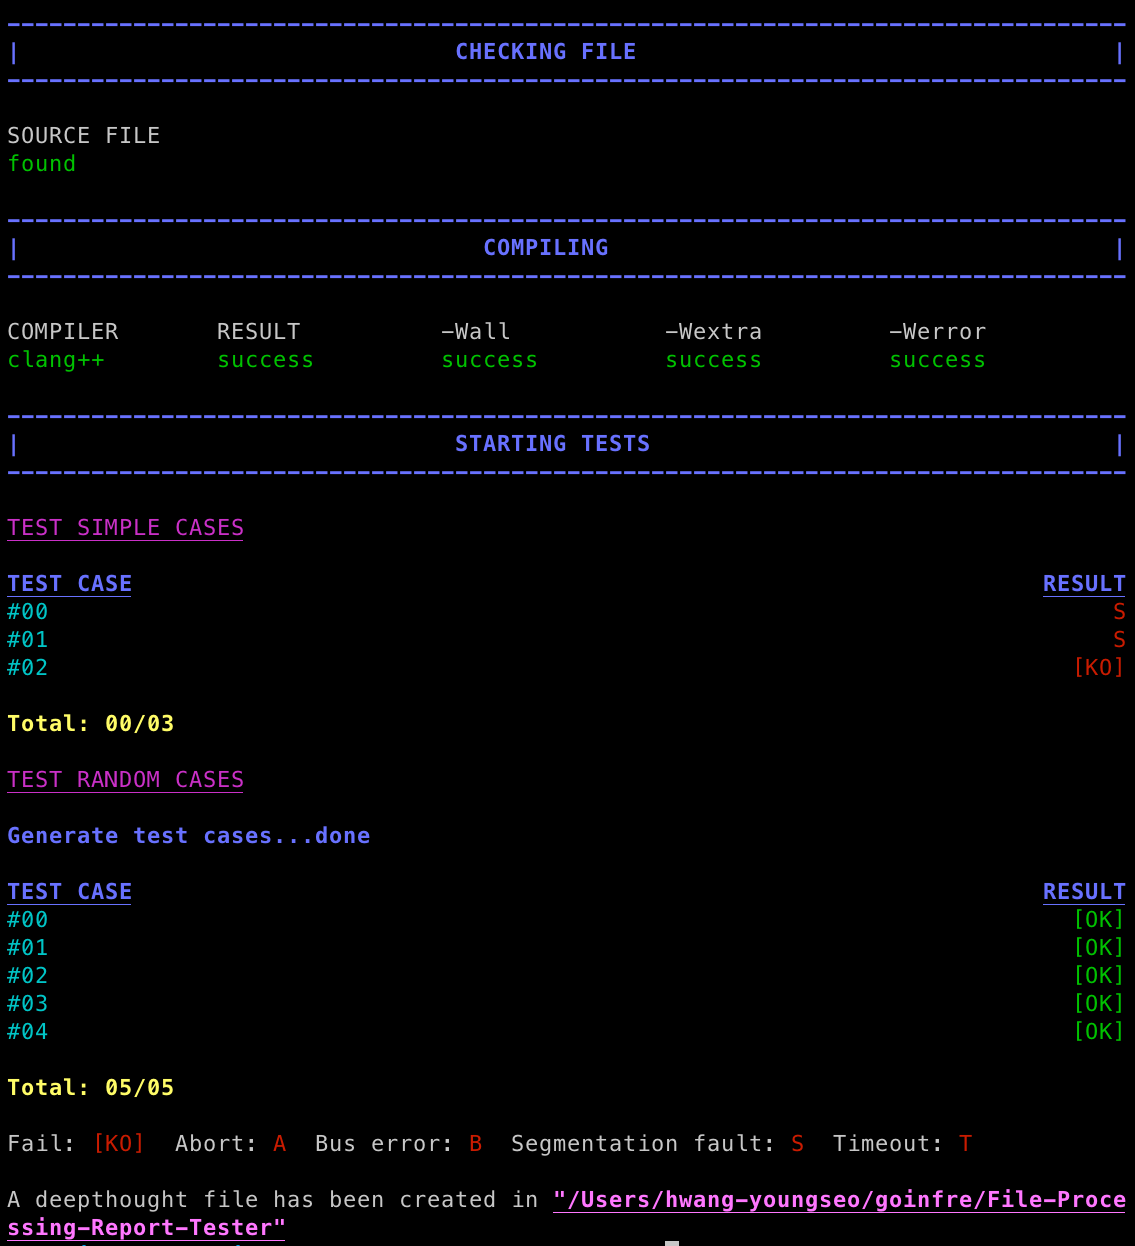 --------------------------------------------------------------------------------
| CHECKING FILE |
--------------------------------------------------------------------------------
SOURCE FILE
found
--------------------------------------------------------------------------------
| COMPILING |
--------------------------------------------------------------------------------
COMPILER RESULT -Wall -Wextra -Werror
clang++ success success success success
--------------------------------------------------------------------------------
| STARTING TESTS |
--------------------------------------------------------------------------------
TEST SIMPLE CASES
TEST CASE RESULT
#00 S
#01 S
#02 [KO]
Total: 00/03
TEST RANDOM CASES
Generate test cases...done
TEST CASE RESULT
#00 [OK]
#01 [OK]
#02 [OK]
#03 [OK]
#04 [OK]
Total: 05/05
Fail: [KO] Abort: A Bus error: B Segmentation fault: S Timeout: T
A deepthought file has been created in "/Users/hwang-youngseo/goinfre/File-Proce
ssing-Report-Tester"